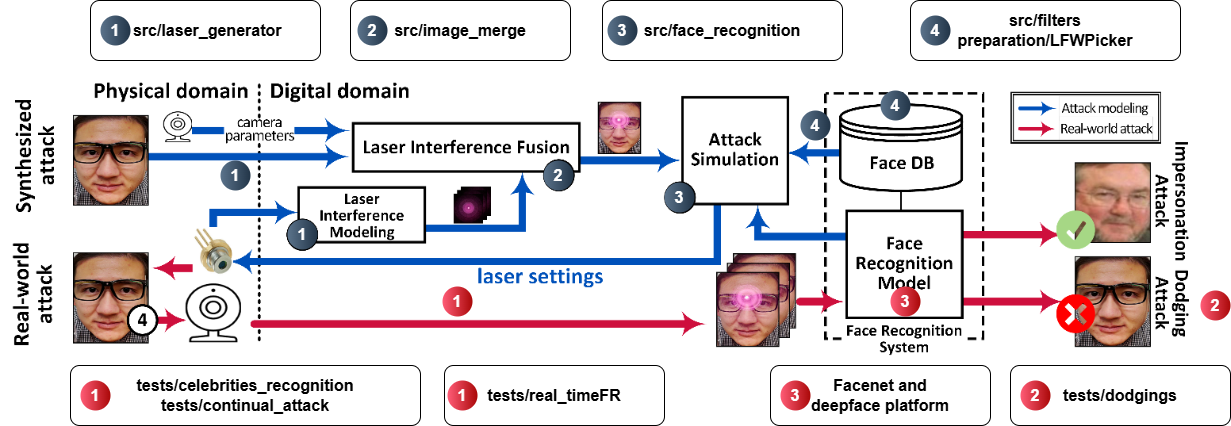 1 src/laser_generator
2 src/image_merge
3 src/face_recognition
4 src/filters
preparation/LFWPicker
Physical domain
Digital domain
Synthesized
attack
camera
parameters
1
Laser Interference Fusion
2
Laser
Interference
Modeling
1
Attack
Simulation
3
4
4
Face DB
Attack modeling
Real-world attack
Impersonation
Attack
Real-world
attack
4
laser settings
1
Face
Recognition
Model
3
Face Recognition
System
Dodging
Attack
2
1 tests/celebrities_recognition
tests/continual_attack
1 tests/real_timeFR
3 Facenet and
deepface platform
2 tests/dodgings